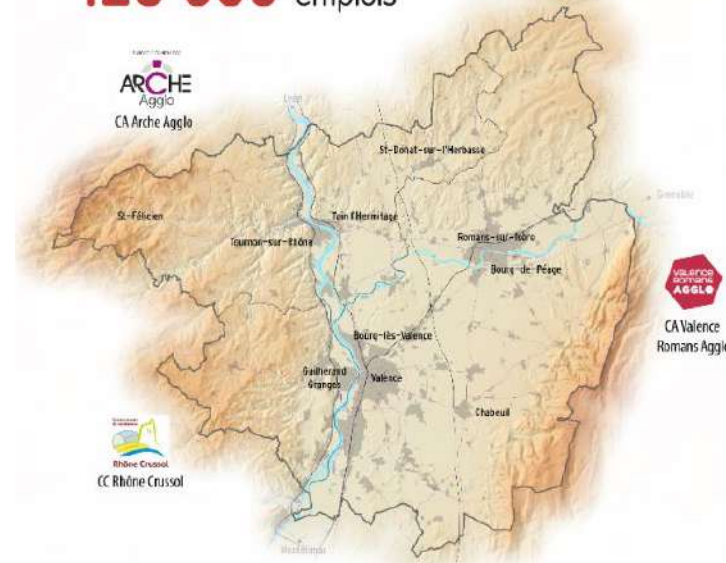 emplois
ARCHE
Agglo
CA Arche Agglo
Lyon
St-Donat-sur-l'Herbasse
St-Félicien
Tain l'Hermitage
Tournon-sur-Rhône
Grenoble
Romans-sur-Isère
Bourg-de-Péage
VALENCE
ROMANS
AGGLO
CA Valence
Romans Agglo
Bourg-lès-Valence
Guilherand
Granges
Valence
Chabeuil
Rhône Crussol
CC Rhône Crussol